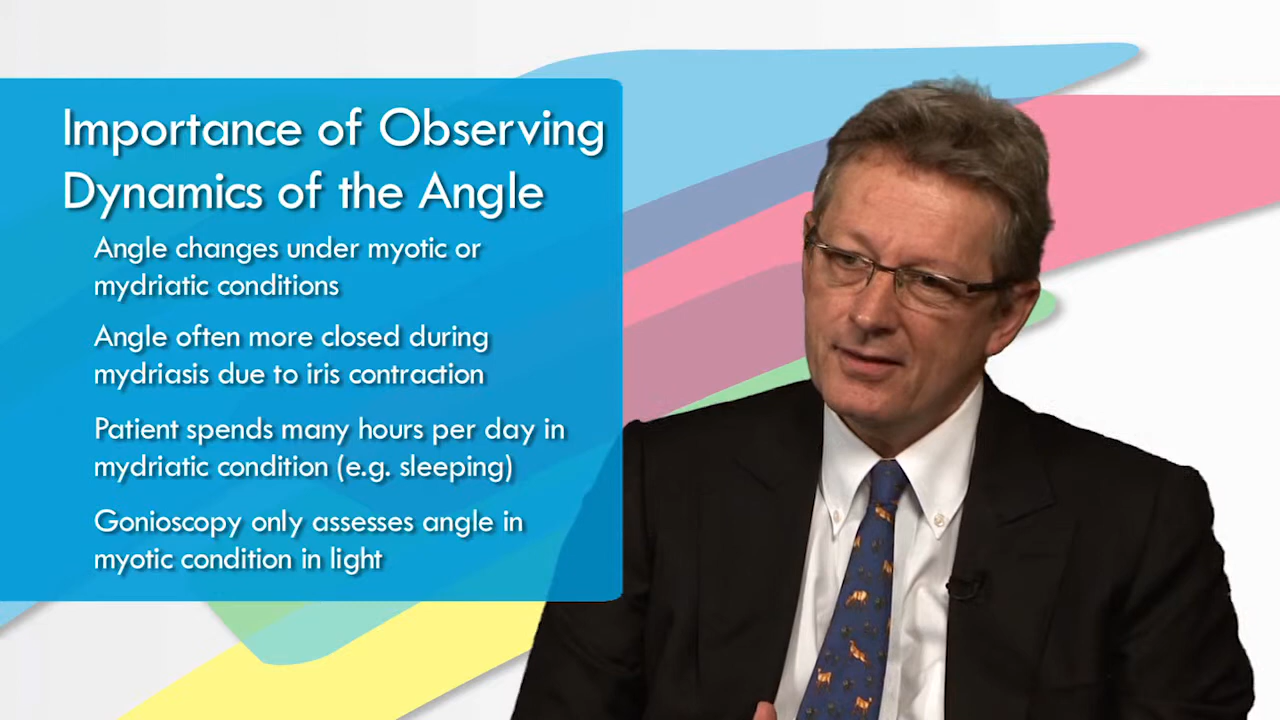 Importance of Observing
Dynamics of the Angle
Angle changes under myotic or
mydriatic conditions
Angle often more closed during
mydriasis due to iris contraction
Patient spends many hours per day in
mydriatic condition (e.g. sleeping)
Gonioscopy only assesses angle in
myotic condition in light